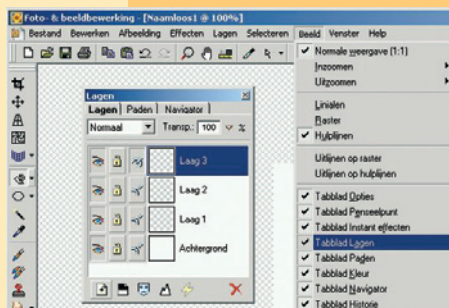 Foto- & beeldbewerking - [Naamloos1 @ 100%]
Bestand Bewerken Afbeelding Effecten Lagen Selecteren Beeld Venster Help
Lagen
Lagen Paden Navigator
Normaal Transp.: 100 %
Laag 3
Laag 2
Laag 1
Achtergrond
Normale weergave (1:1)
Inzoomen
Uitzoomen
Linialen
Raster
Hulplijnen
Uitlijnen op raster
Uitlijnen op hulplijnen
Tabblad Opties
Tabblad Penseelpunt
Tabblad Instant effecten
Tabblad Lagen
Tabblad Paden
Tabblad Kleur
Tabblad Navigator
Tabblad Historie